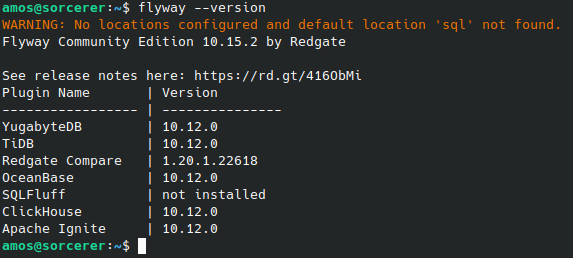 amos@sorcerer:~$ flyway --version
WARNING: No locations configured and default location 'sql' not found.
Flyway Community Edition 10.15.2 by Redgate

See release notes here: https://rd.gt/416ObMi
Plugin Name       | Version
----------------- | ---------------
YugabyteDB        | 10.12.0
TiDB              | 10.12.0
Redgate Compare   | 1.20.1.22618
OceanBase         | 10.12.0
SQLFluff          | not installed
ClickHouse        | 10.12.0
Apache Ignite     | 10.12.0
amos@sorcerer:~$